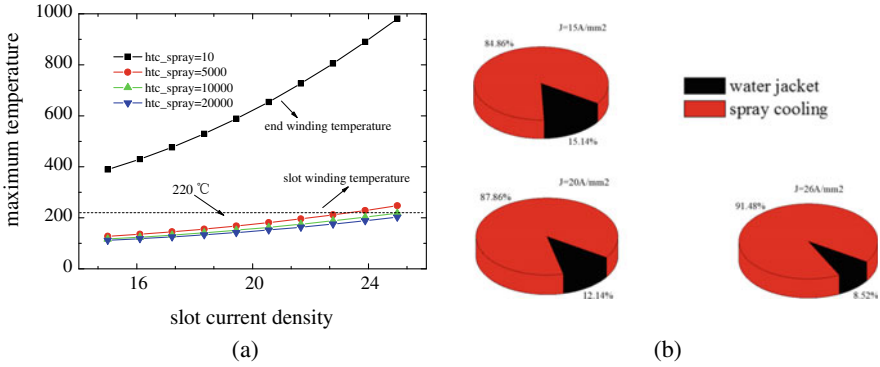 1000
800
600
400
200
0
maximum temperature
htc_spray=10
htc_spray=5000
htc_spray=10000
htc_spray=20000
end winding temperature
slot winding temperature
220 ℃
16
20
24
slot current density
(a)
J=15A/mm2
84.86%
15.14%
water jacket
spray cooling
J=20A/mm2
87.86%
12.14%
J=26A/mm2
91.48%
8.52%
(b)